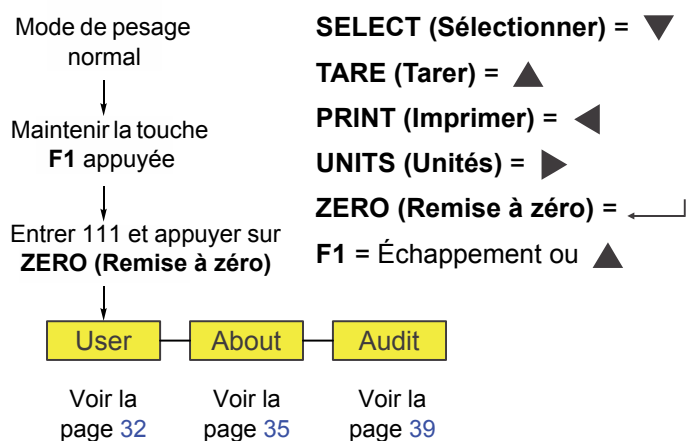 Mode de pesage
normal
Maintenir la touche
F1 appuyée
Entrer 111 et appuyer sur
ZERO (Remise à zéro)
SELECT (Sélectionner) = ▼
TARE (Tarer) = ▲
PRINT (Imprimer) = ◀
UNITS (Unités) = ▶
ZERO (Remise à zéro) = ↵
F1 = Échappement ou ▲
User
About
Audit
Voir la
page 32
Voir la
page 35
Voir la
page 39